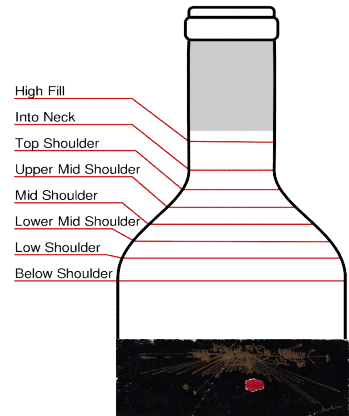 High Fill
Into Neck
Top Shoulder
Upper Mid Shoulder
Mid Shoulder
Lower Mid Shoulder
Low Shoulder
Below Shoulder